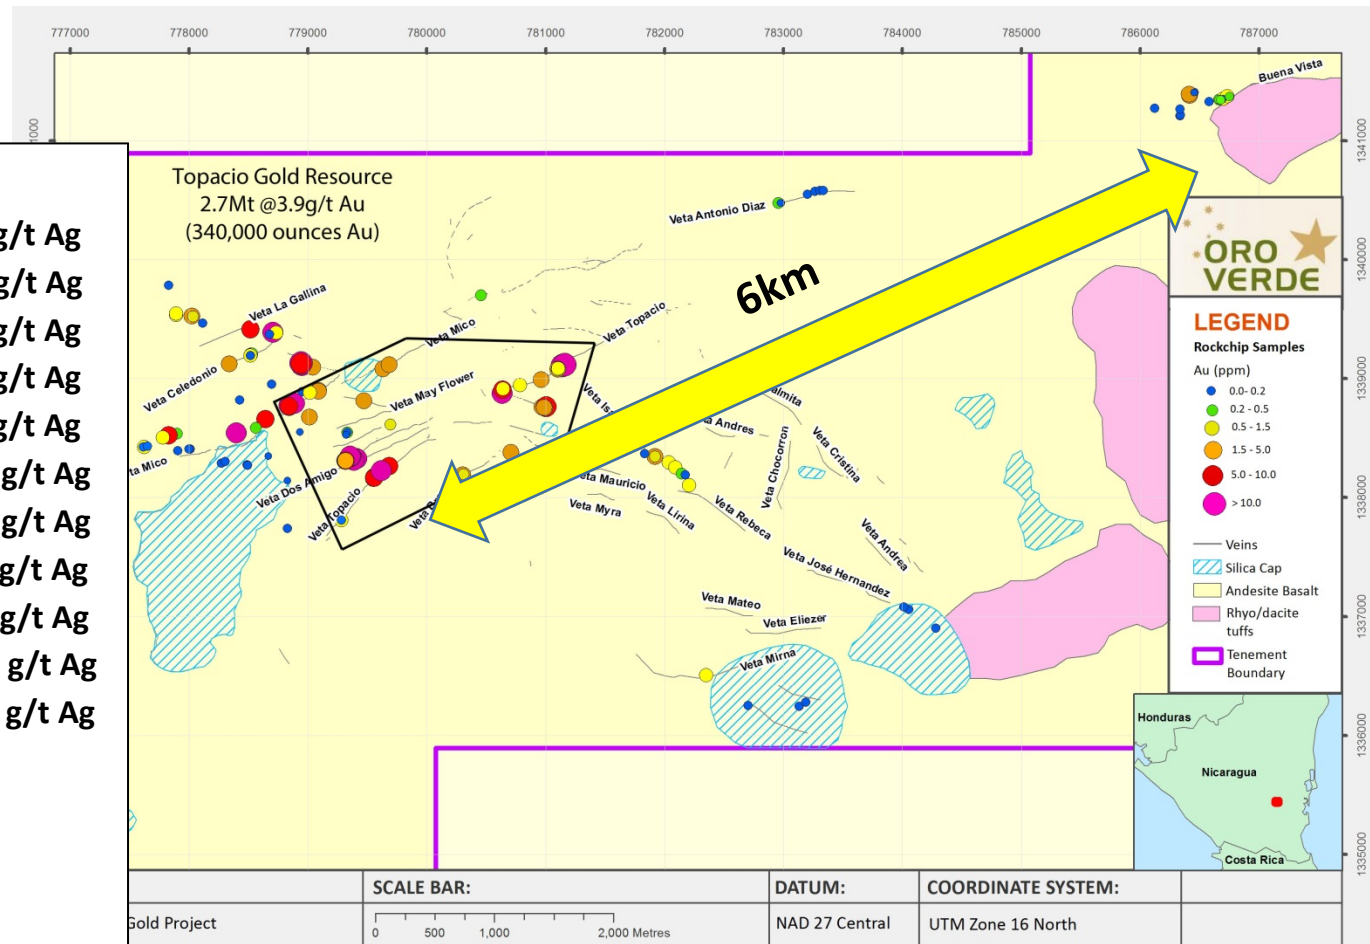 777000 778000 779000 780000 781000 782000 783000 784000 785000 786000 787000
Buena Vista
1341000
1340000
1339000
1338000
1337000
1336000
1335000
g/t Ag
g/t Ag
g/t Ag
g/t Ag
g/t Ag
g/t Ag
g/t Ag
g/t Ag
g/t Ag
g/t Ag
g/t Ag
Topacio Gold Resource
2.7Mt @3.9g/t Au
(340,000 ounces Au)
Veta Antonio Diaz
6km
Veta La Gallina
Veta Mico
Veta Topacio
Veta Celedonio
Veta May Flower
Veta Andrea
Veta Cristina
Veta Chocorron
Veta Dos Amigo
Veta Topacio
Mauricio
Veta Myra
Veta Lirina
Veta Rebeca
Veta José Hernandez
Veta Mateo
Veta Eliezer
Veta Mirna
ORO
VERDE
LEGEND
Rockchip Samples
Au (ppm)
0.0- 0.2
0.2 - 0.5
0.5 - 1.5
1.5 - 5.0
5.0 - 10.0
> 10.0
Veins
Silica Cap
Andesite Basalt
Rhyo/dacite
tuffs
Tenement
Boundary
Honduras
Nicaragua
Costa Rica
Gold Project
SCALE BAR:
0 500 1,000 2,000 Metres
DATUM:
NAD 27 Central
COORDINATE SYSTEM:
UTM Zone 16 North